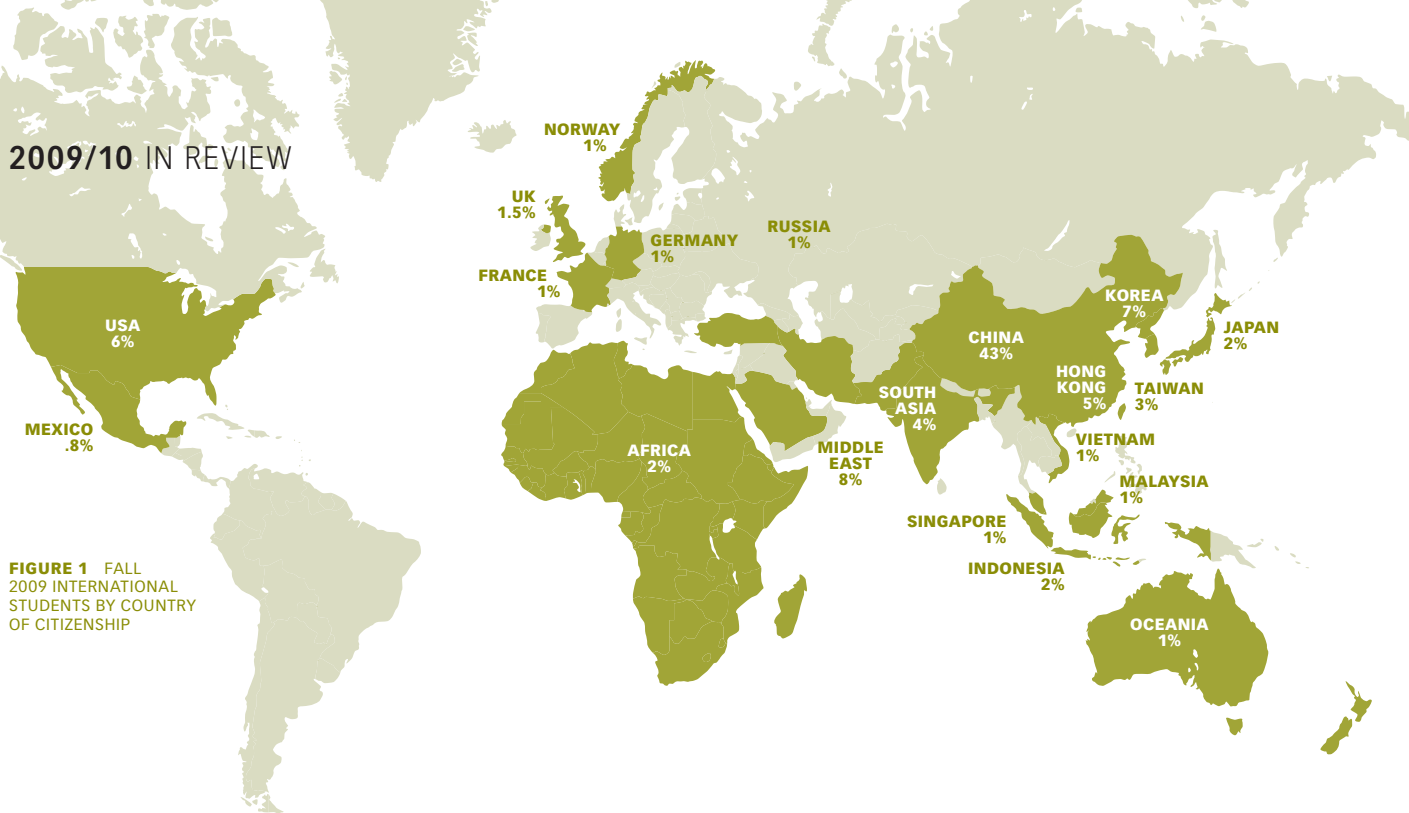 2009/10 IN REVIEW
NORWAY
1%
UK
1.5%
GERMANY
1%
RUSSIA
1%
FRANCE
1%
USA
6%
MEXICO
.8%
KOREA
7%
CHINA
43%
JAPAN
2%
HONG
KONG
5%
TAIWAN
3%
SOUTH
ASIA
4%
AFRICA
2%
MIDDLE
EAST
8%
VIETNAM
1%
MALAYSIA
1%
SINGAPORE
1%
INDONESIA
2%
OCEANIA
1%
FIGURE 1 FALL
2009 INTERNATIONAL
STUDENTS BY COUNTRY
OF CITIZENSHIP